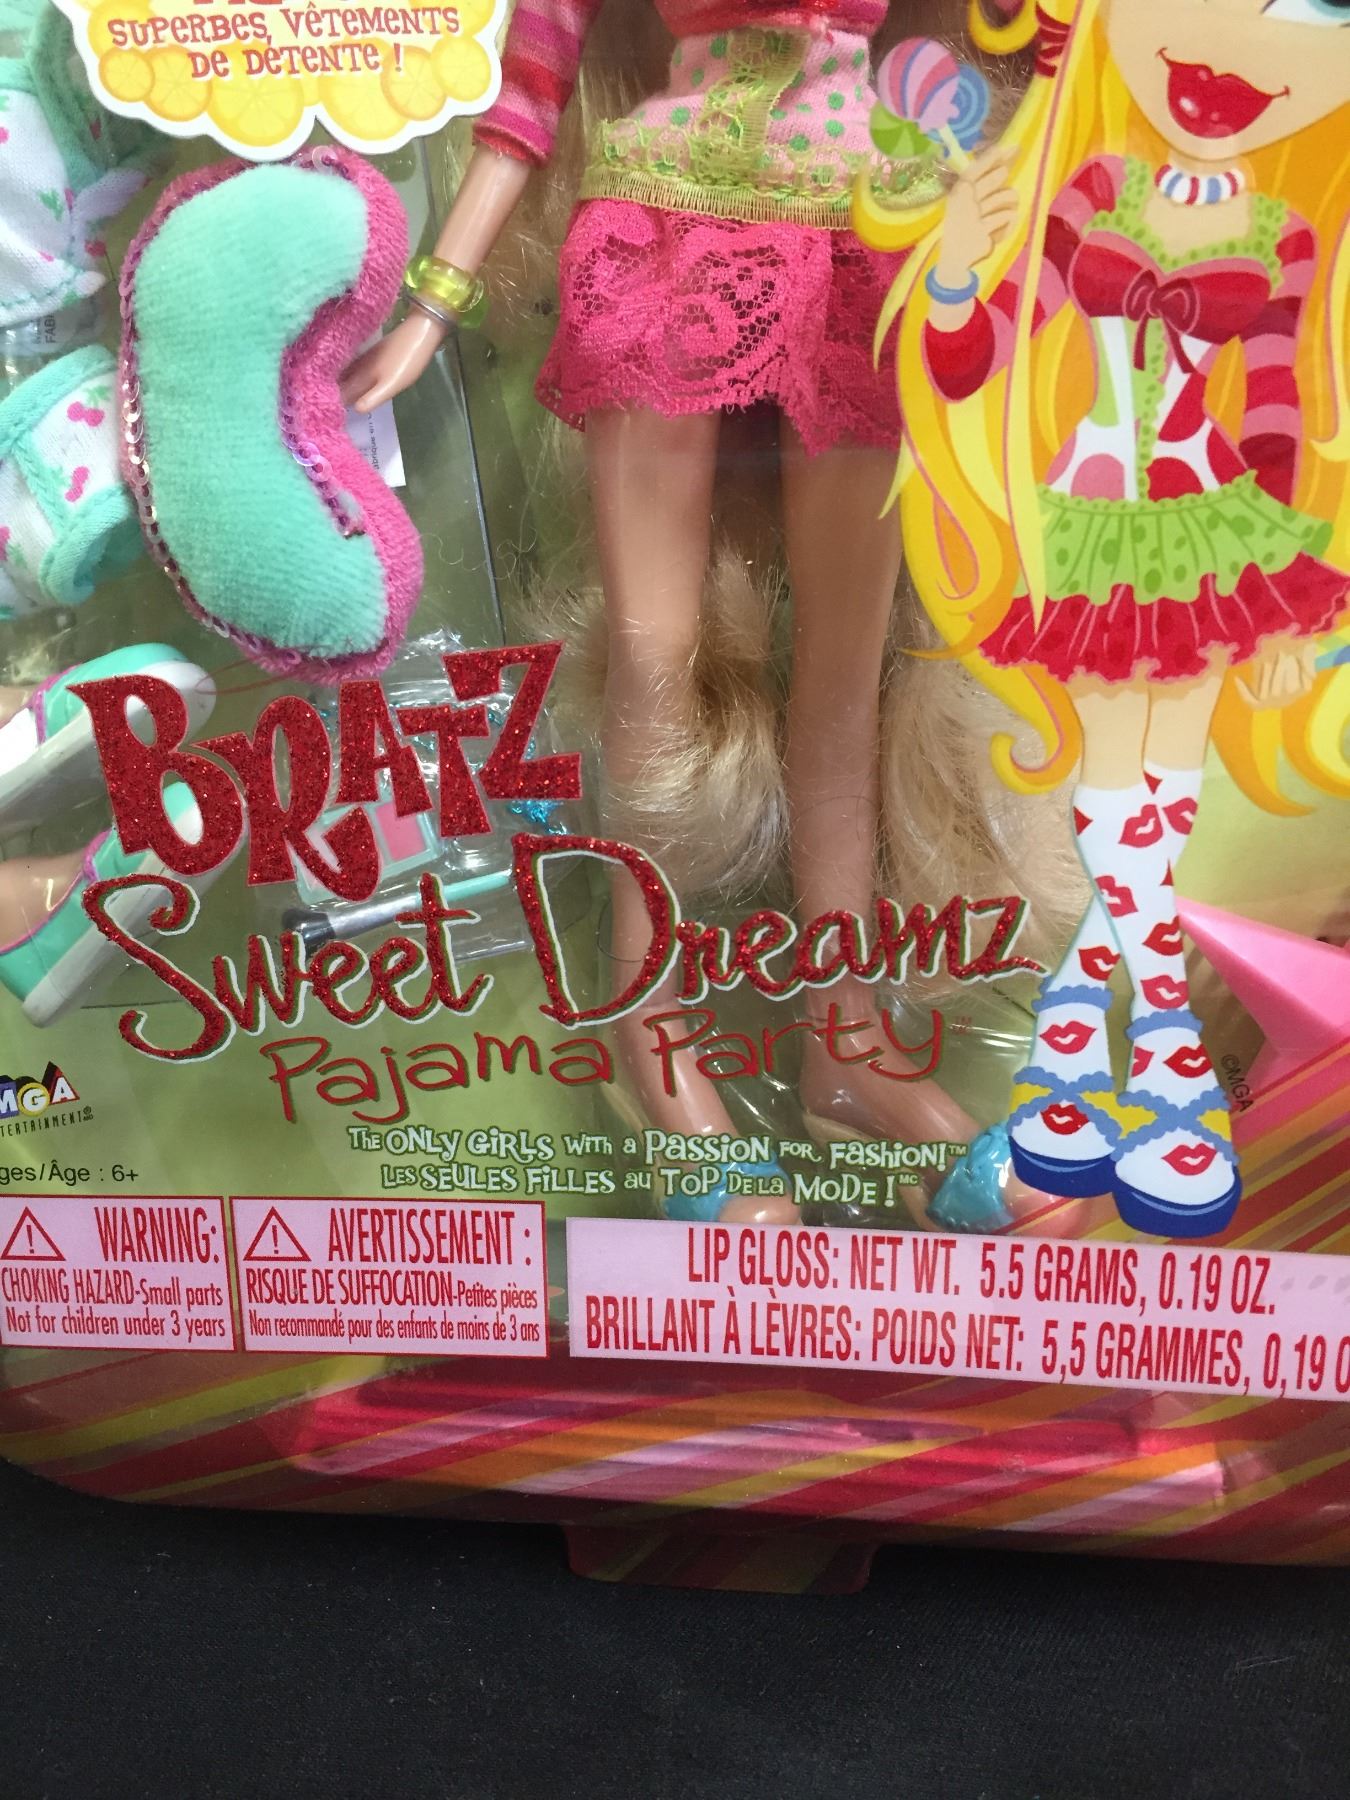 SUPERBES, VÊTEMENTS
DE DÉTENTE !
BRATZ
Sweet Dreamz
Pajama Party™
MGA
©MGA
THE ONLY GiRLS WiTH a PaSSiON FOR FASHiON!™
LES SEULES FiLLES au TOP DE La MODE !MC
ges/Âge : 6+
WARNING:
CHOKING HAZARD-Small parts
Not for children under 3 years
AVERTISSEMENT :
RISQUE DE SUFFOCATION-Petites pièces
Non recommandé pour des enfants de moins de 3 ans
LIP GLOSS: NET WT. 5.5 GRAMS, 0.19 OZ.
BRILLANT À LÈVRES: POIDS NET: 5,5 GRAMMES, 0,19 O